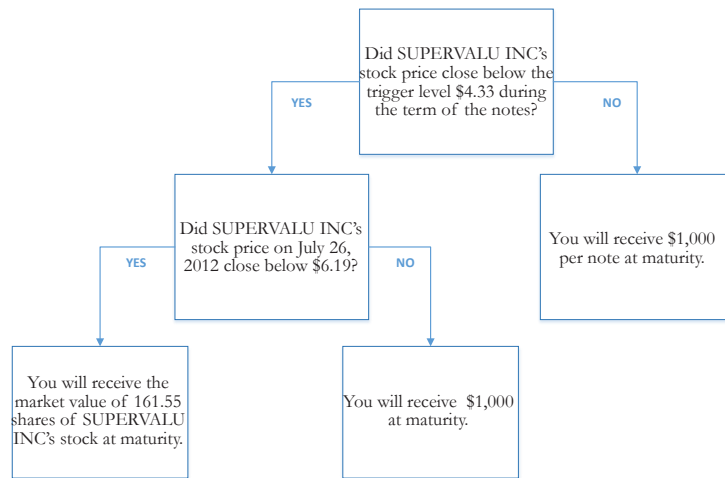 Did SUPERVALU INC's
stock price close below the
trigger level $4.33 during
the term of the notes?
YES
NO
Did SUPERVALU INC's
stock price on July 26,
2012 close below $6.19?
You will receive $1,000
per note at maturity.
YES
NO
You will receive the
market value of 161.55
shares of SUPERVALU
INC's stock at maturity.
You will receive $1,000
at maturity.